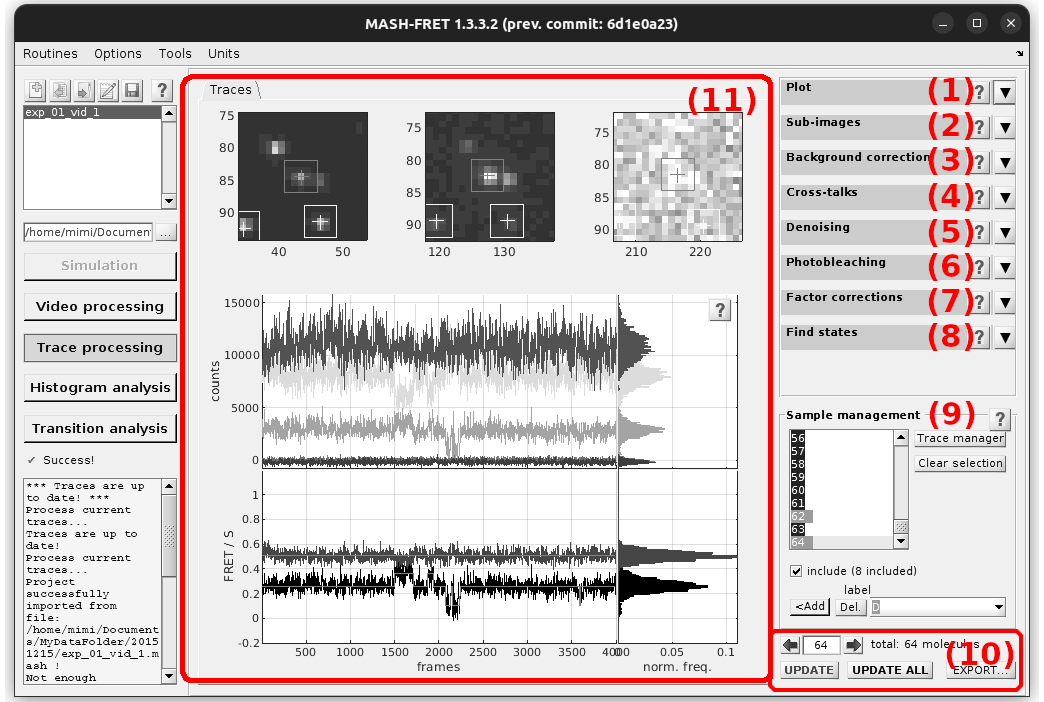 MASH-FRET 1.3.3.2 (prev. commit: 6d1e0a23)
Routines Options Tools Units
?
exp_01_vid_1
/home/mimi/Documen
...
Simulation
Video processing
Trace processing
Histogram analysis
Transition analysis
✓ Success!
*** Traces are up
to date! ***
Process current
traces...
Traces are up to
date!
Process current
traces...
Project
successfully
imported from
file:
/home/mimi/Document
s/MyDataFolder/2015
1215/exp_01_vid_1.m
ash !
Not enough
Traces
(11)
75
80
85
90
40 50
75
80
85
90
120 130
75
80
85
90
210 220
?
15000
10000
5000
0
counts
1
0.8
0.6
0.4
0.2
0
-0.2
FRET / S
500 1000 1500 2000 2500 3000 3500 4000
frames
0 0.05 0.1
norm. freq.
Plot (1) ? ▼
Sub-images (2) ? ▼
Background correction (3) ? ▼
Cross-talks (4) ? ▼
Denoising (5) ? ▼
Photobleaching (6) ? ▼
Factor corrections (7) ? ▼
Find states (8) ? ▼
Sample management (9) ?
56
57
58
59
60
61
62
63
64
Trace manager
Clear selection
include (8 included)
label
<Add Del. D
64 total: 64 molecules
(10)
UPDATE UPDATE ALL EXPORT...